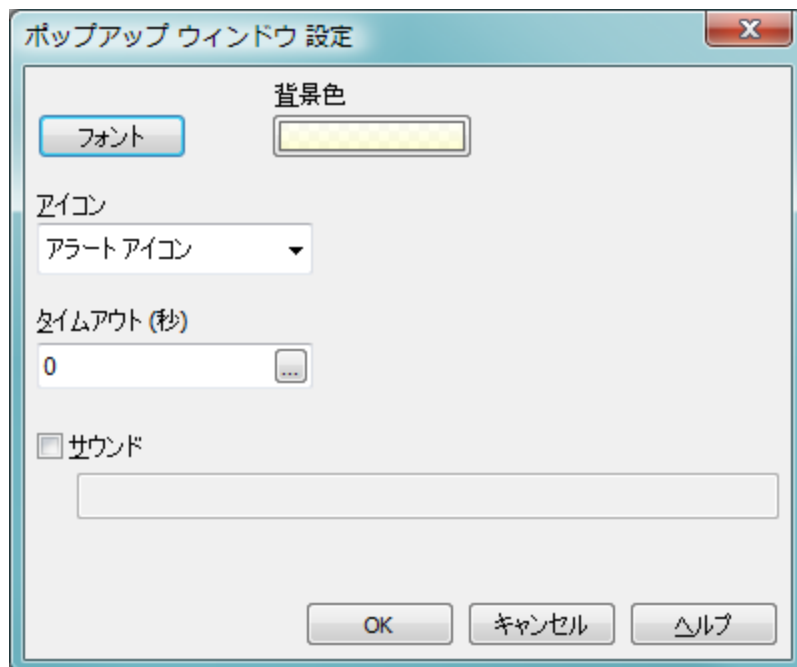 ポップアップ ウィンドウ 設定
背景色
フォント
アイコン
アラート アイコン
タイムアウト (秒)
0
...
サウンド
OK キャンセル ヘルプ